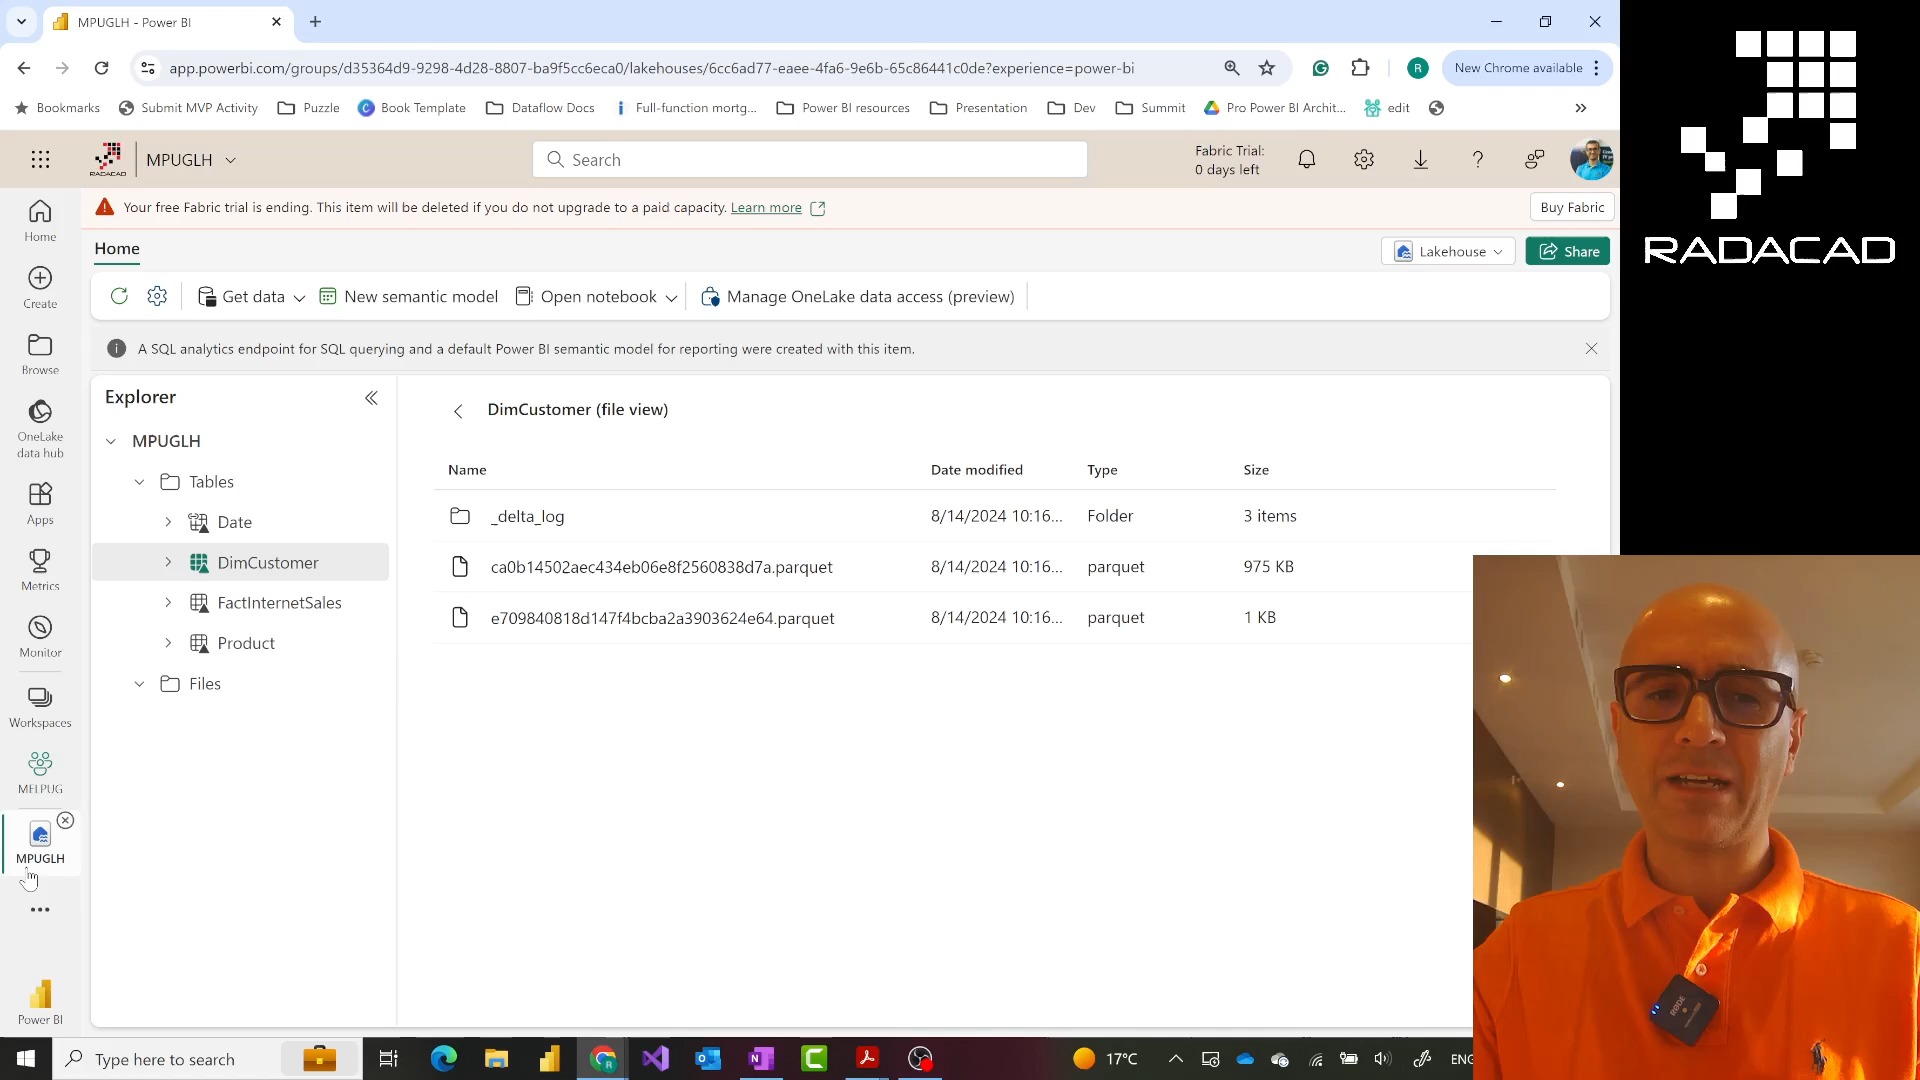 MPUGLH - Power BI
app.powerbi.com/groups/d35364d9-9298-4d28-8807-ba9f5cc6eca0/lakehouses/6cc6ad77-eaee-4fa6-9e6b-65c86441c0de?experience=power-bi
R
New Chrome available
Bookmarks
Submit MVP Activity
Puzzle
Book Template
Dataflow Docs
Full-function mortg...
Power BI resources
Presentation
Dev
Summit
Pro Power BI Archit...
edit
RADACAD
MPUGLH
Search
Fabric Trial:
0 days left
Your free Fabric trial is ending. This item will be deleted if you do not upgrade to a paid capacity. Learn more
Buy Fabric
Home
Create
Browse
OneLake
data hub
Apps
Metrics
Monitor
Workspaces
MELPUG
MPUGLH
Power BI
Home
Lakehouse
Share
Get data
New semantic model
Open notebook
Manage OneLake data access (preview)
A SQL analytics endpoint for SQL querying and a default Power BI semantic model for reporting were created with this item.
Explorer
MPUGLH
Tables
Date
DimCustomer
FactInternetSales
Product
Files
DimCustomer (file view)
Name Date modified Type Size
_delta_log 8/14/2024 10:16... Folder 3 items
ca0b14502aec434eb06e8f2560838d7a.parquet 8/14/2024 10:16... parquet 975 KB
e709840818d147f4bcba2a3903624e64.parquet 8/14/2024 10:16... parquet 1 KB
RADACAD
RØDE
Type here to search
17°C
ENG